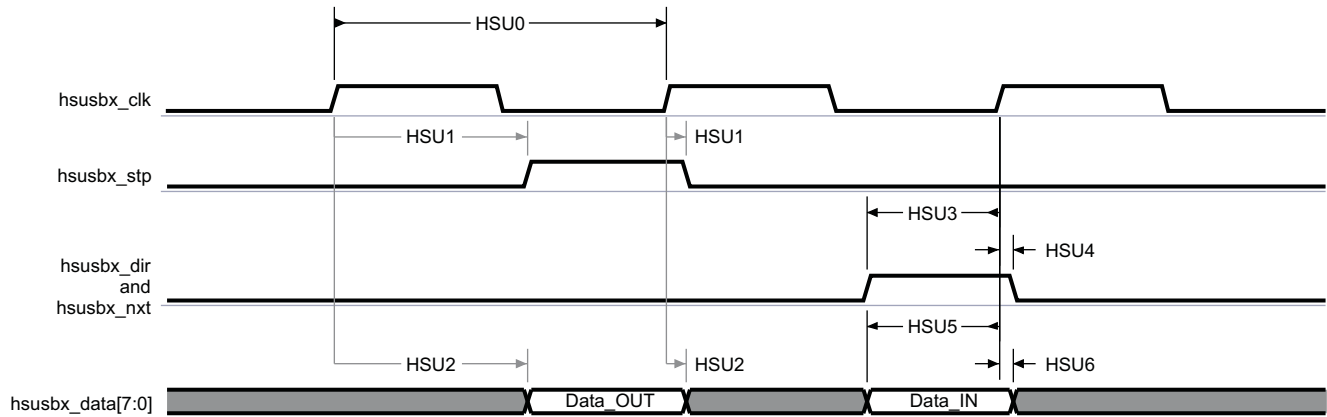 HSU0
hsusbx_clk
HSU1
HSU1
hsusbx_stp
HSU3
HSU4
hsusbx_dir
and
hsusbx_nxt
HSU5
HSU2
HSU2
HSU6
hsusbx_data[7:0]
Data_OUT
Data_IN